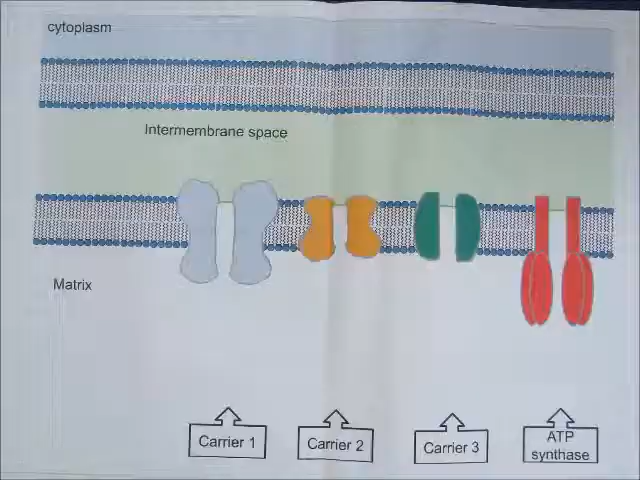 cytoplasm
Intermembrane space
Matrix
Carrier 1
Carrier 2
Carrier 3
ATP
synthase